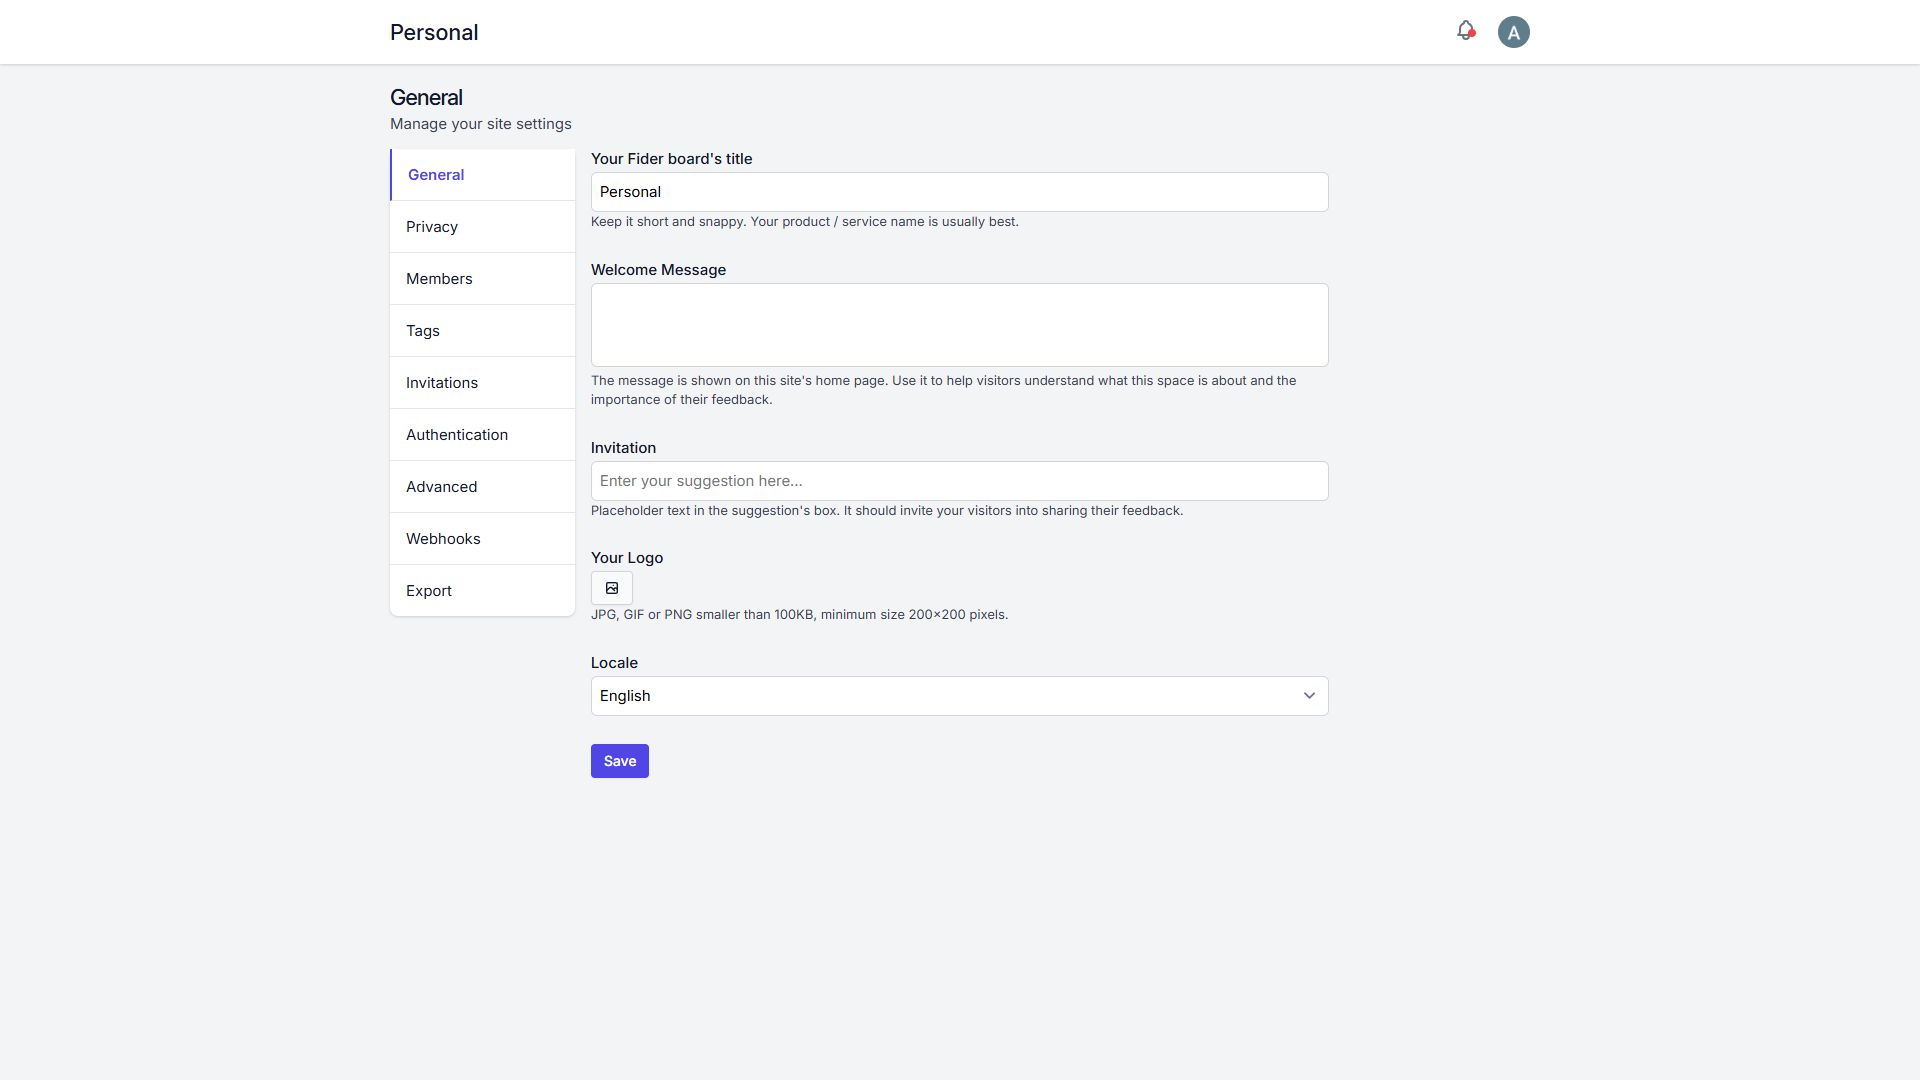 Personal
A
General
Manage your site settings
General
Privacy
Members
Tags
Invitations
Authentication
Advanced
Webhooks
Export
Your Fider board's title
Personal
Keep it short and snappy. Your product / service name is usually best.
Welcome Message
The message is shown on this site's home page. Use it to help visitors understand what this space is about and the
importance of their feedback.
Invitation
Enter your suggestion here...
Placeholder text in the suggestion's box. It should invite your visitors into sharing their feedback.
Your Logo
JPG, GIF or PNG smaller than 100KB, minimum size 200×200 pixels.
Locale
English
Save